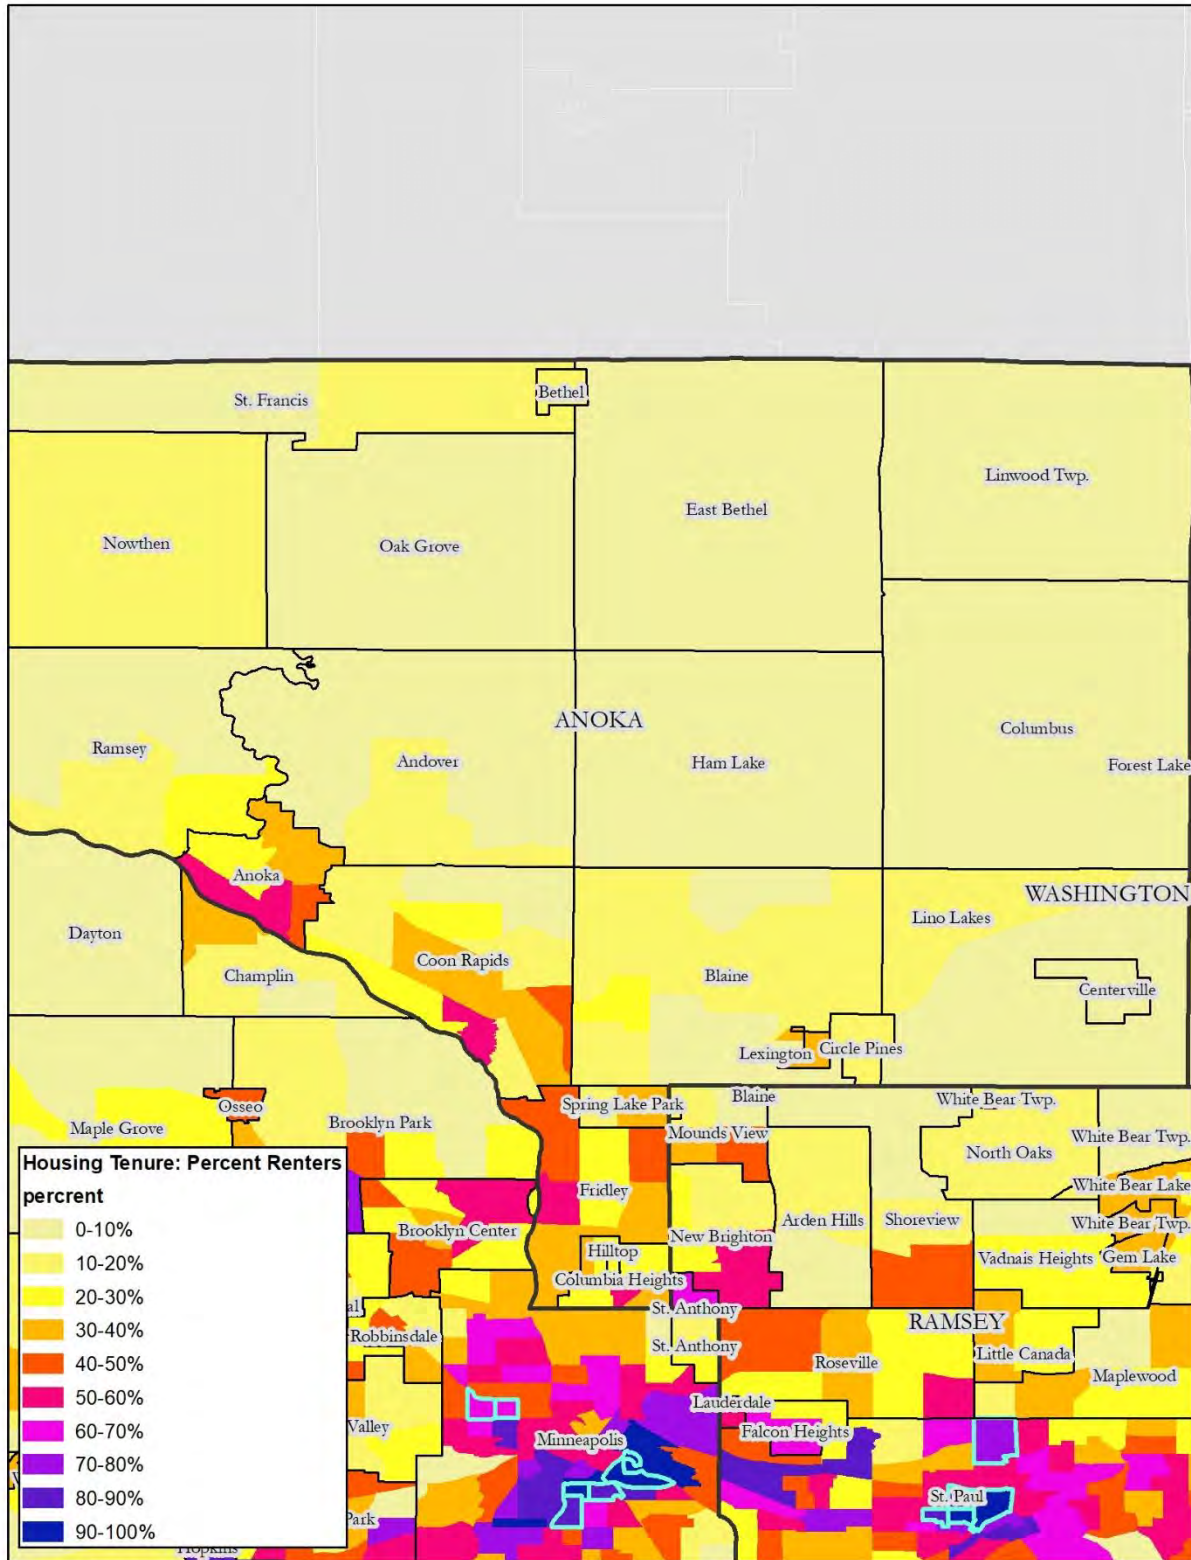 Bethel
St. Francis
Linwood Twp.
East Bethel
Nowthen
Oak Grove
ANOKA
Columbus
Ramsey
Andover
Ham Lake
Forest Lake
Anoka
WASHINGTON
Lino Lakes
Dayton
Coon Rapids
Champlin
Blaine
Centerville
Lexington
Circle Pines
Osseo
Spring Lake Park
Blaine
White Bear Twp.
Maple Grove
Brooklyn Park
Mounds View
White Bear Twp.
North Oaks
Housing Tenure: Percent Renters
percrent
0-10%
10-20%
20-30%
30-40%
40-50%
50-60%
60-70%
70-80%
80-90%
90-100%
Fridley
White Bear Lake
Brooklyn Center
Arden Hills
Shoreview
White Bear Twp.
New Brighton
Hilltop
Vadnais Heights
Gem Lake
Columbia Heights
al
St. Anthony
RAMSEY
Robbinsdale
St. Anthony
Little Canada
Roseville
Maplewood
Lauderdale
Valley
Falcon Heights
Minneapolis
St. Paul
Park
Hopkins